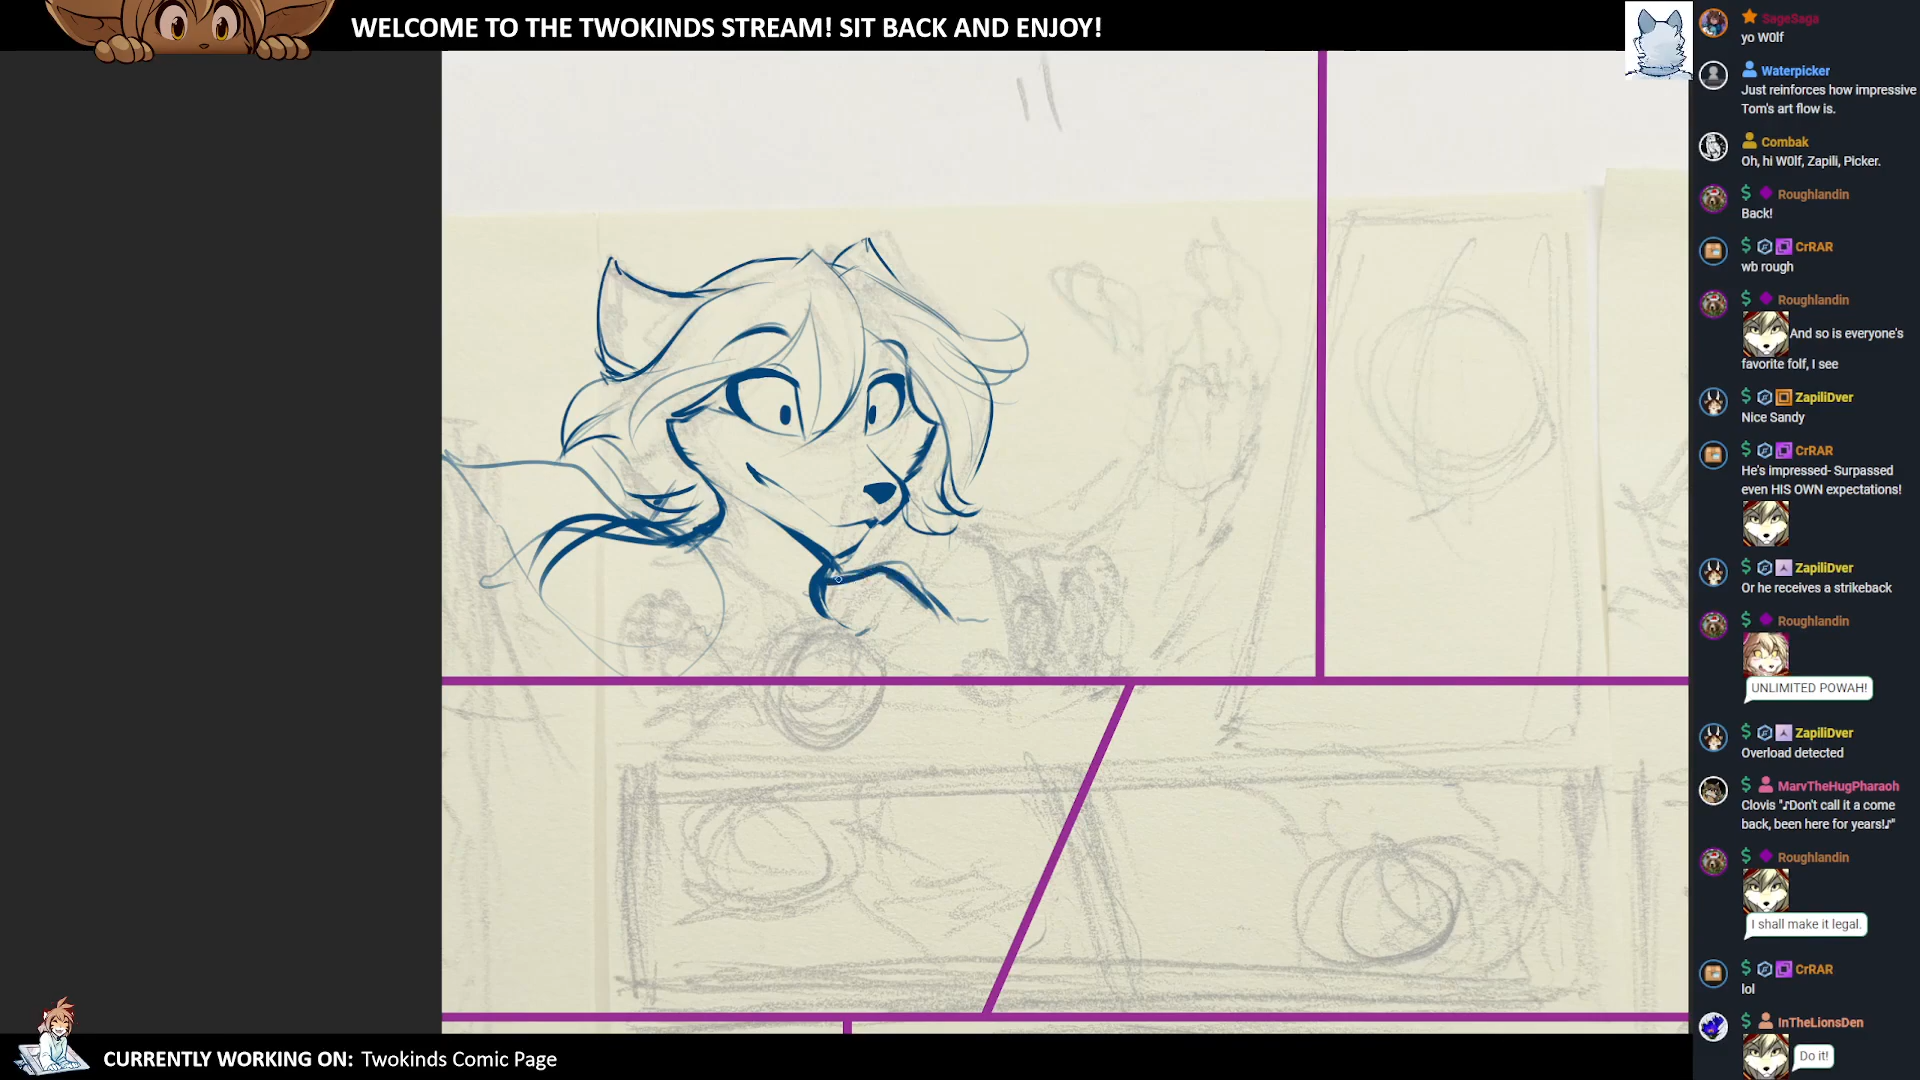 WELCOME TO THE TWOKINDS STREAM! SIT BACK AND ENJOY!
SageSaga
yo W0lf
Waterpicker
Just reinforces how impressive
Tom's art flow is.
Combak
Oh, hi W0lf, Zapili, Picker.
Roughlandin
Back!
CrRAR
wb rough
Roughlandin
And so is everyone's
favorite folf, I see
ZapiliDver
Nice Sandy
CrRAR
He's impressed- Surpassed
even HIS OWN expectations!
ZapiliDver
Or he receives a strikeback
Roughlandin
UNLIMITED POWAH!
ZapiliDver
Overload detected
MarvTheHugPharaoh
Clovis "♪Don't call it a come
back, been here for years!♪"
Roughlandin
I shall make it legal.
CrRAR
lol
InTheLionsDen
Do it!
CURRENTLY WORKING ON: Twokinds Comic Page